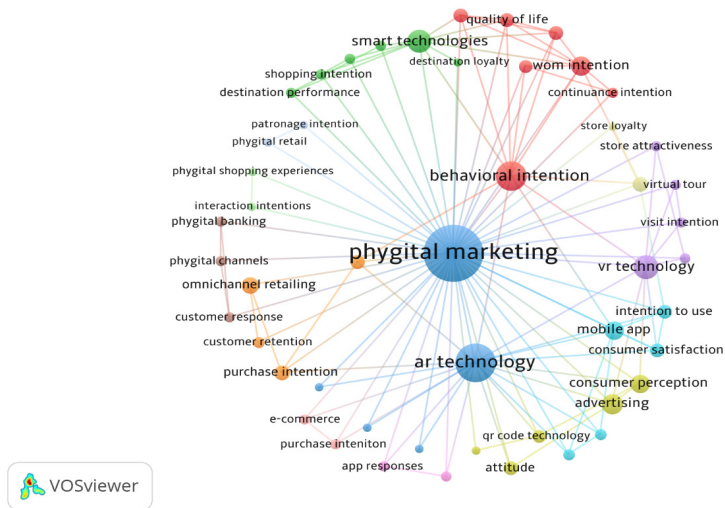 quality of life
smart technologies
destination loyalty
wom intention
shopping intention
destination performance
continuance intention
patronage intention
store loyalty
phygital retail
store attractiveness
phygital shopping experiences
behavioral intention
virtual tour
interaction intentions
phygital banking
visit intention
phygital marketing
phygital channels
vr technology
omnichannel retailing
intention to use
customer response
mobile app
customer retention
consumer satisfaction
ar technology
purchase intention
consumer perception
advertising
e-commerce
qr code technology
purchase inteniton
app responses
attitude
VOSviewer